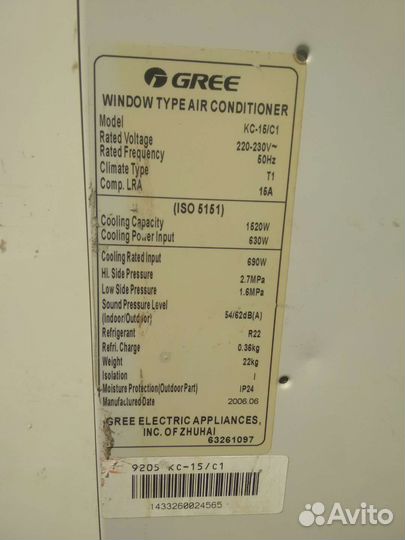 GREE
WINDOW TYPE AIR CONDITIONER
Model KC-15/C1
Rated Voltage 220-230V~
Rated Frequency 50Hz
Climate Type T1
Comp. LRA 15A
(ISO 5151)
Cooling Capacity 1520W
Cooling Power Input 630W
Cooling Rated Input 690W
Hi. Side Pressure 2.7MPa
Low Side Pressure 1.6MPa
Sound Pressure Level
(Indoor/Outdoor) 54/62dB(A)
Refrigerant R22
Refri. Charge 0.36kg
Weight 22kg
Isolation I
Moisture Protection(Outdoor Part) IP24
Manufactured Date 2006.06
GREE ELECTRIC APPLIANCES,
INC. OF ZHUHAI
63261097
9205 KC-15/C1
1433260024565
Avito